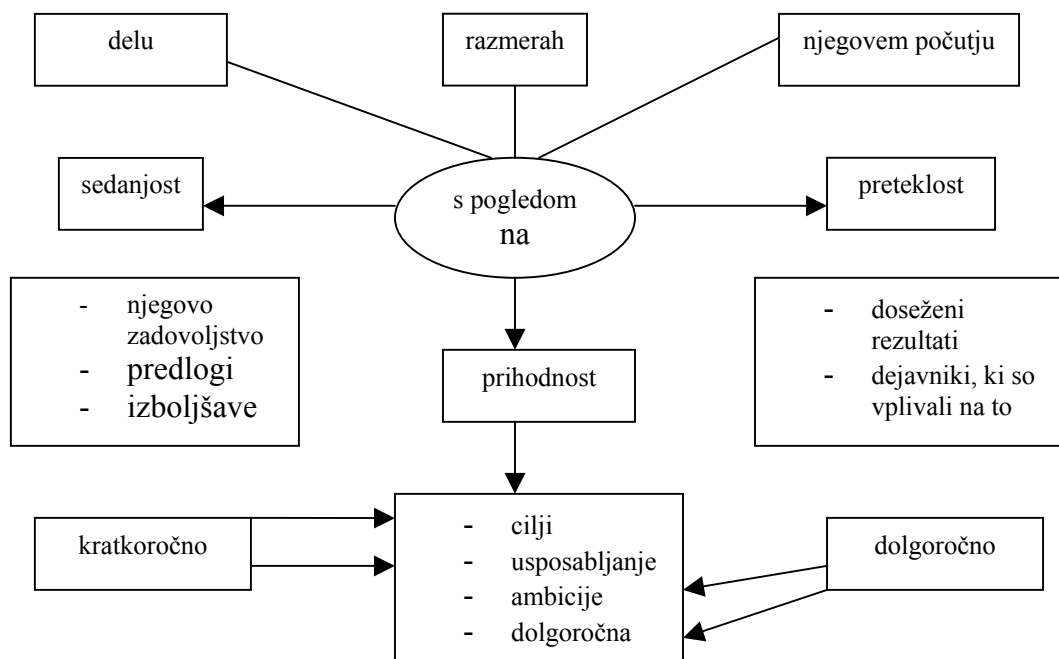 delu
razmerah
njegovem počutju
sedanjost
s pogledom
na
preteklost
- njegovo
zadovoljstvo
- predlogi
- izboljšave
- doseženi
rezultati
- dejavniki, ki so
vplivali na to
prihodnost
kratkoročno
- cilji
- usposabljanje
- ambicije
- dolgoročna
dolgoročno